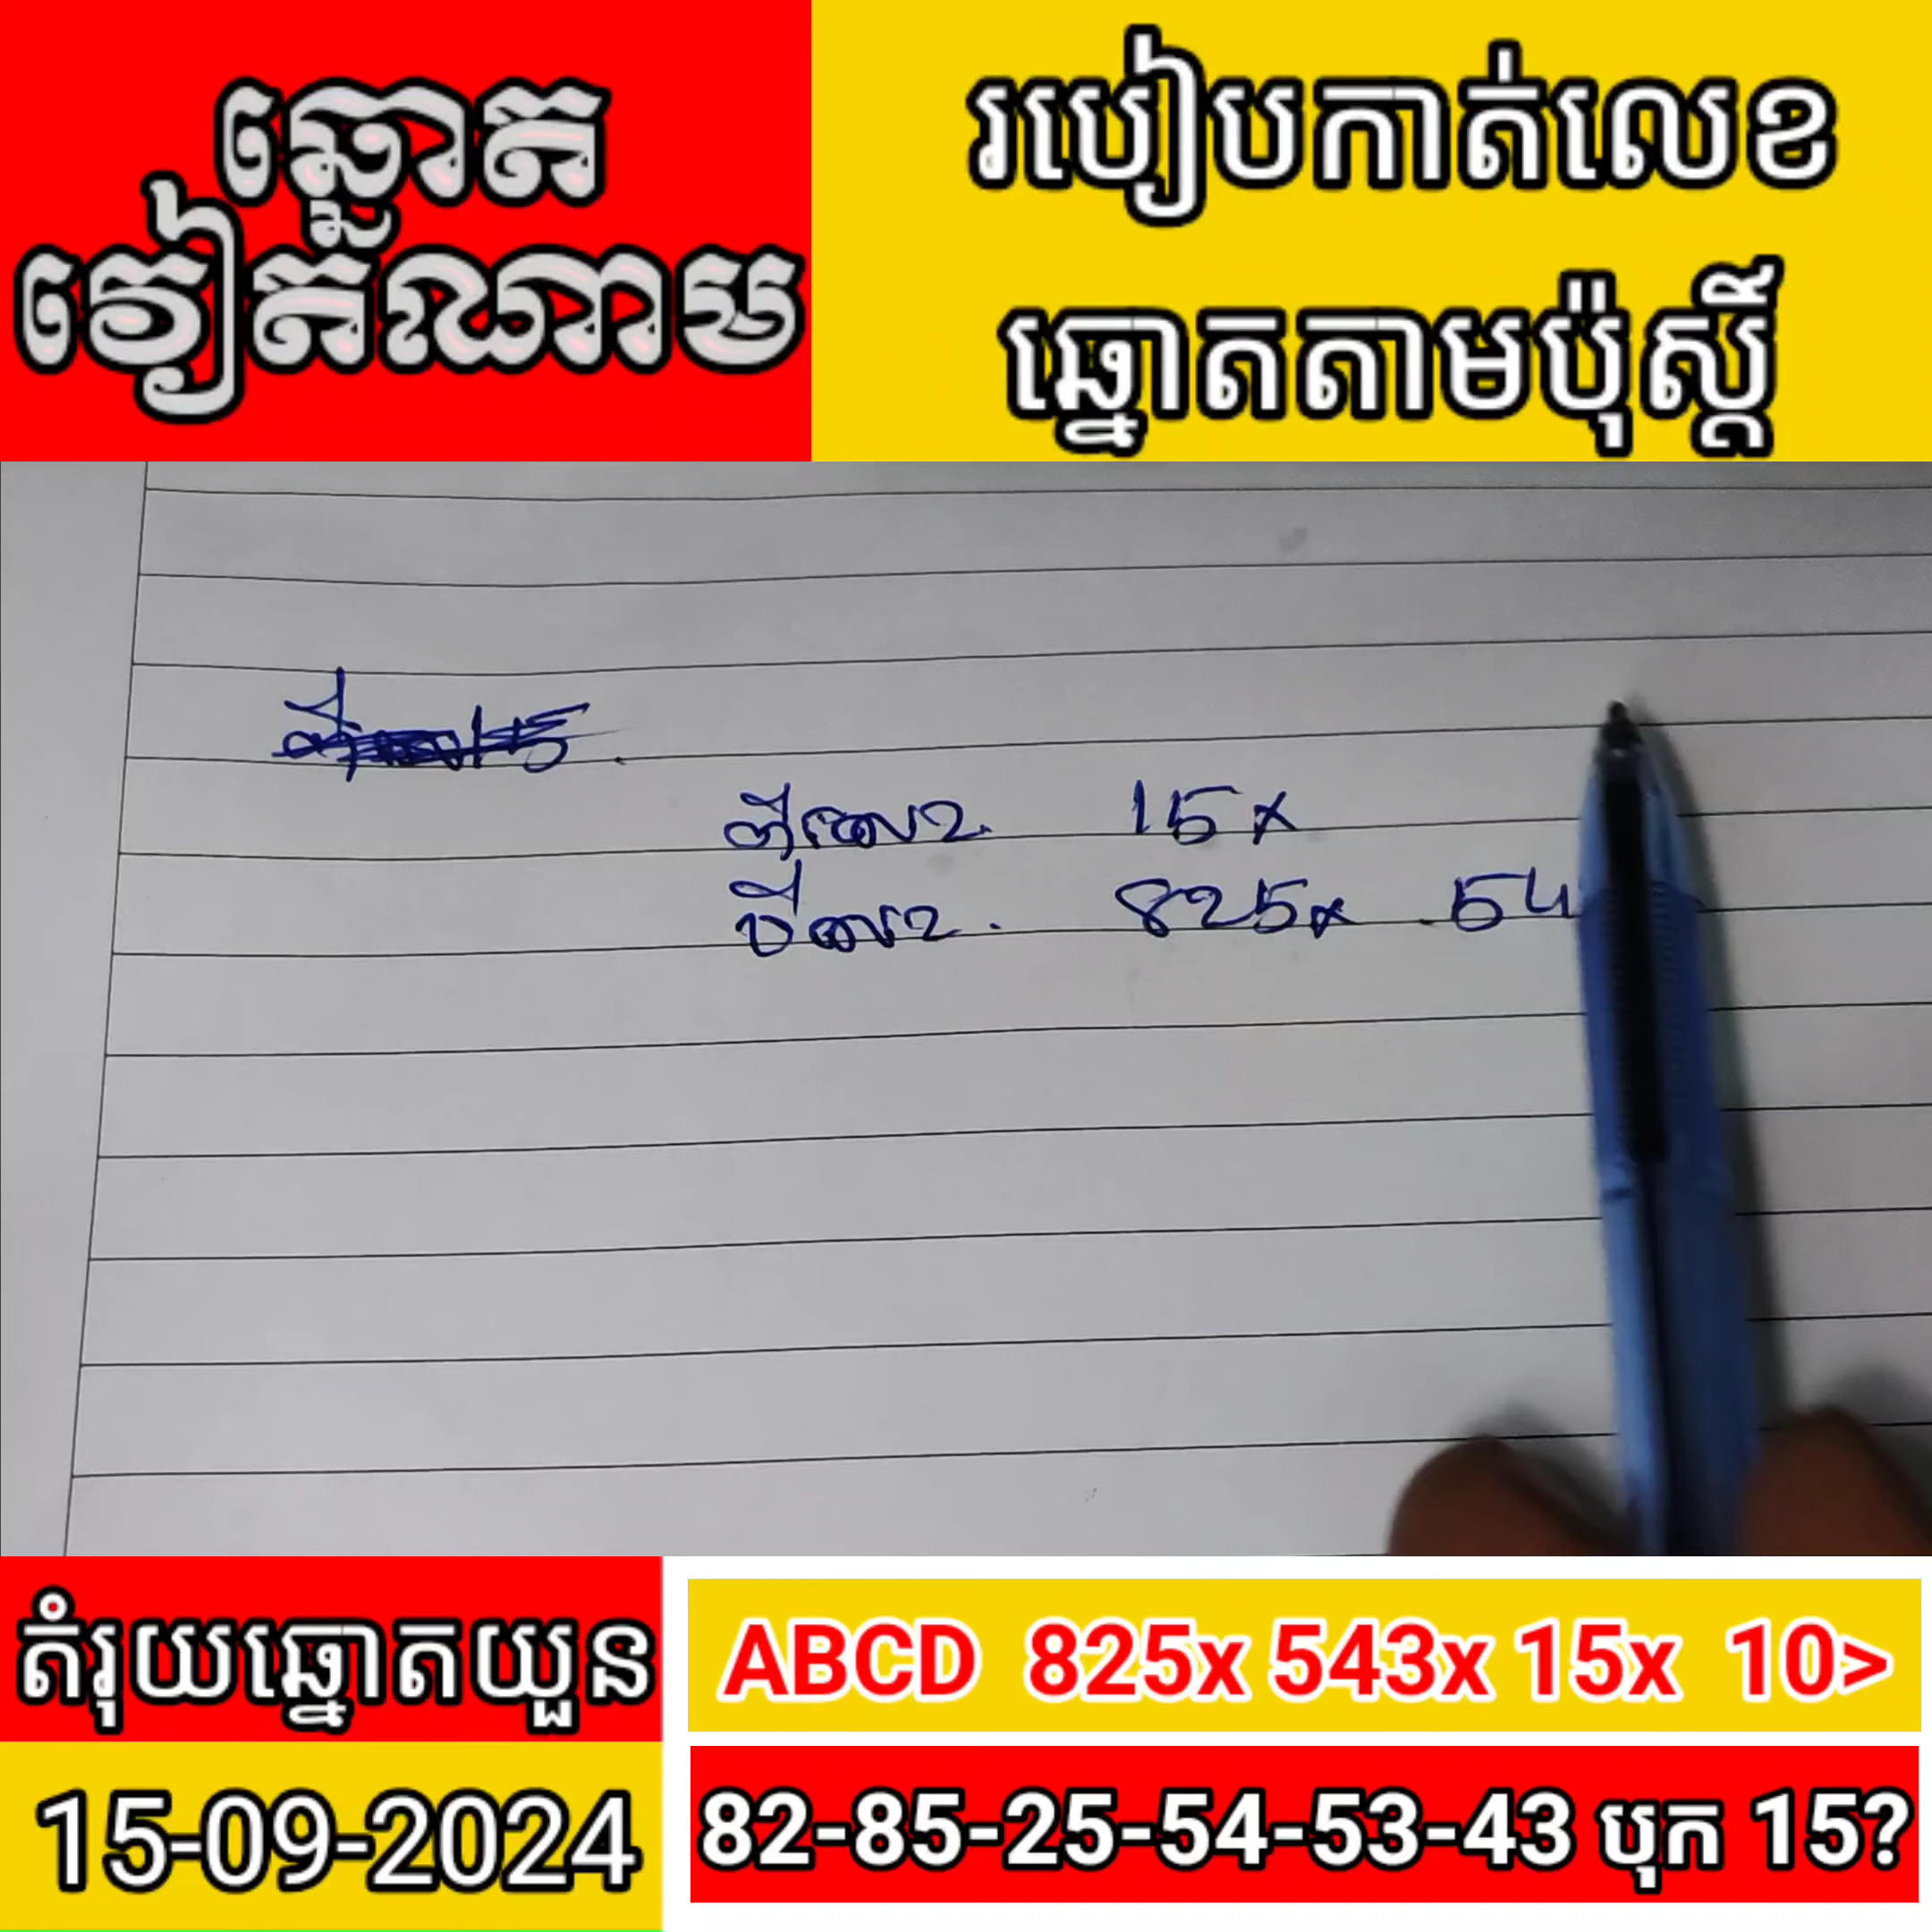 ឆ្នោត
វៀតណាម
របៀបកាត់លេខ
ឆ្នោតតាមប៉ុស្តិ៍
15x
825x 54
តំរុយឆ្នោតយួន
15-09-2024
ABCD 825x 543x 15x 10>
82-85-25-54-53-43 បុក 15?